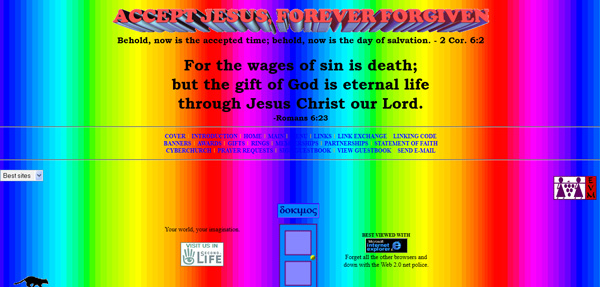 ACCEPT JESUS, FOREVER FORGIVEN
Behold, now is the accepted time; behold, now is the day of salvation. - 2 Cor. 6:2
For the wages of sin is death;
but the gift of God is eternal life
through Jesus Christ our Lord.
-Romans 6:23
COVER INTRODUCTION HOME MAIN LINKS LINK EXCHANGE LINKING CODE
BANNERS AWARDS GIFTS RINGS PARTNERSHIPS STATEMENT OF FAITH
CYBERCHURCH PRAYER REQUESTS VIEW GUESTBOOK SEND E-MAIL
Best sites
EVM
δοκιμος
Your world, your imagination.
VISIT US IN
SECOND
LIFE
BEST VIEWED WITH
Microsoft
Internet
explorer
Forget all the other browsers and
down with the Web 2.0 net police.